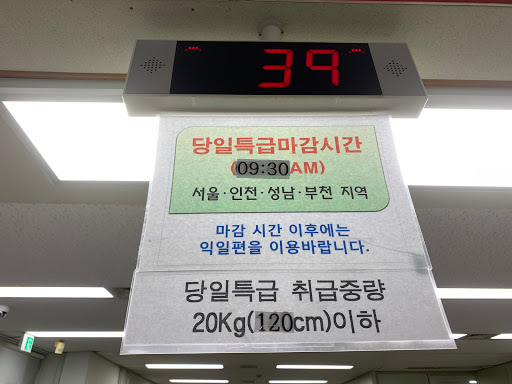 39
당일특급마감시간
(09:30AM)
서울·인천·성남·부천 지역
마감 시간 이후에는
익일편을 이용바랍니다.
당일특급 취급중량
20Kg(120cm)이하